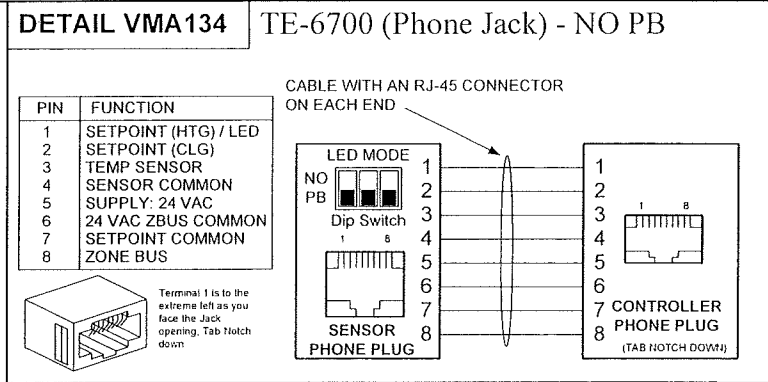 DETAIL VMA134
TE-6700 (Phone Jack) - NO PB
CABLE WITH AN RJ-45 CONNECTOR
ON EACH END
PIN FUNCTION
1 SETPOINT (HTG) / LED
2 SETPOINT (CLG)
3 TEMP SENSOR
4 SENSOR COMMON
5 SUPPLY: 24 VAC
6 24 VAC ZBUS COMMON
7 SETPOINT COMMON
8 ZONE BUS
Terminal 1 is to the
extreme left as you
face the Jack
opening, Tab Notch
down
LED MODE
NO
PB
Dip Switch
1 8
SENSOR
PHONE PLUG
1
2
3
4
5
6
7
8
1
2
3
4
5
6
7
8
1 8
CONTROLLER
PHONE PLUG
(TAB NOTCH DOWN)